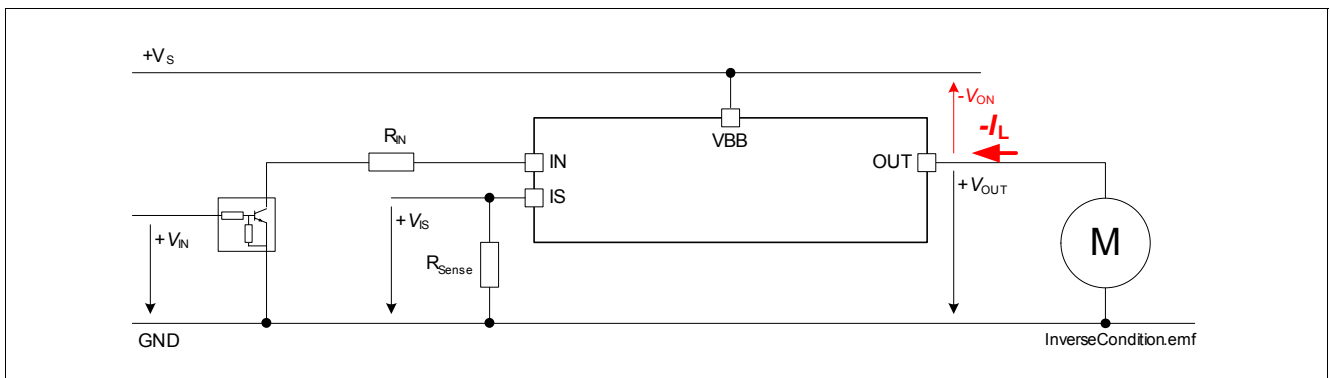 +VS
-VON
-IL
VBB
RIN
IN
OUT
IS
+VOUT
+VIS
+VIN
RSense
M
GND
InverseCondition.emf